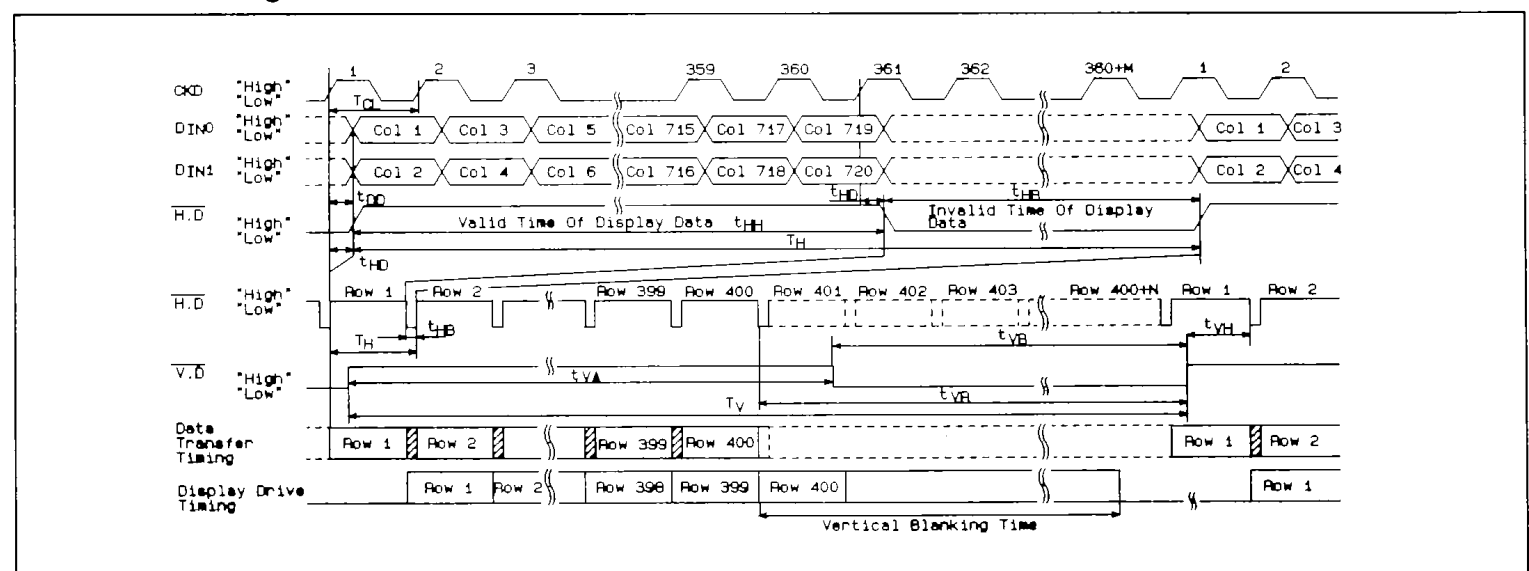 1 2 3 359 360 361 362 380+M 1 2
CKD "High" "Low"
TCL
DIN0 "High" "Low" Col 1 Col 3 Col 5 Col 715 Col 717 Col 719 Col 1 Col 3
DIN1 "High" "Low" Col 2 Col 4 Col 6 Col 716 Col 718 Col 720 Col 2 Col 4
tDD tHD tHB
H.D "High" "Low" Valid Time Of Display Data tHH Invalid Time Of Display Data
TH
tHD
H.D "High" "Low" Row 1 Row 2 Row 399 Row 400 Row 401 Row 402 Row 403 Row 400+N Row 1 Row 2
TH tHB tVB tVH
V.D "High" "Low" tVA
TV tVR
Data Transfer Timing Row 1 Row 2 Row 399 Row 400 Row 1 Row 2
Display Drive Timing Row 1 Row 2 Row 398 Row 399 Row 400 Row 1
Vertical Blanking Time